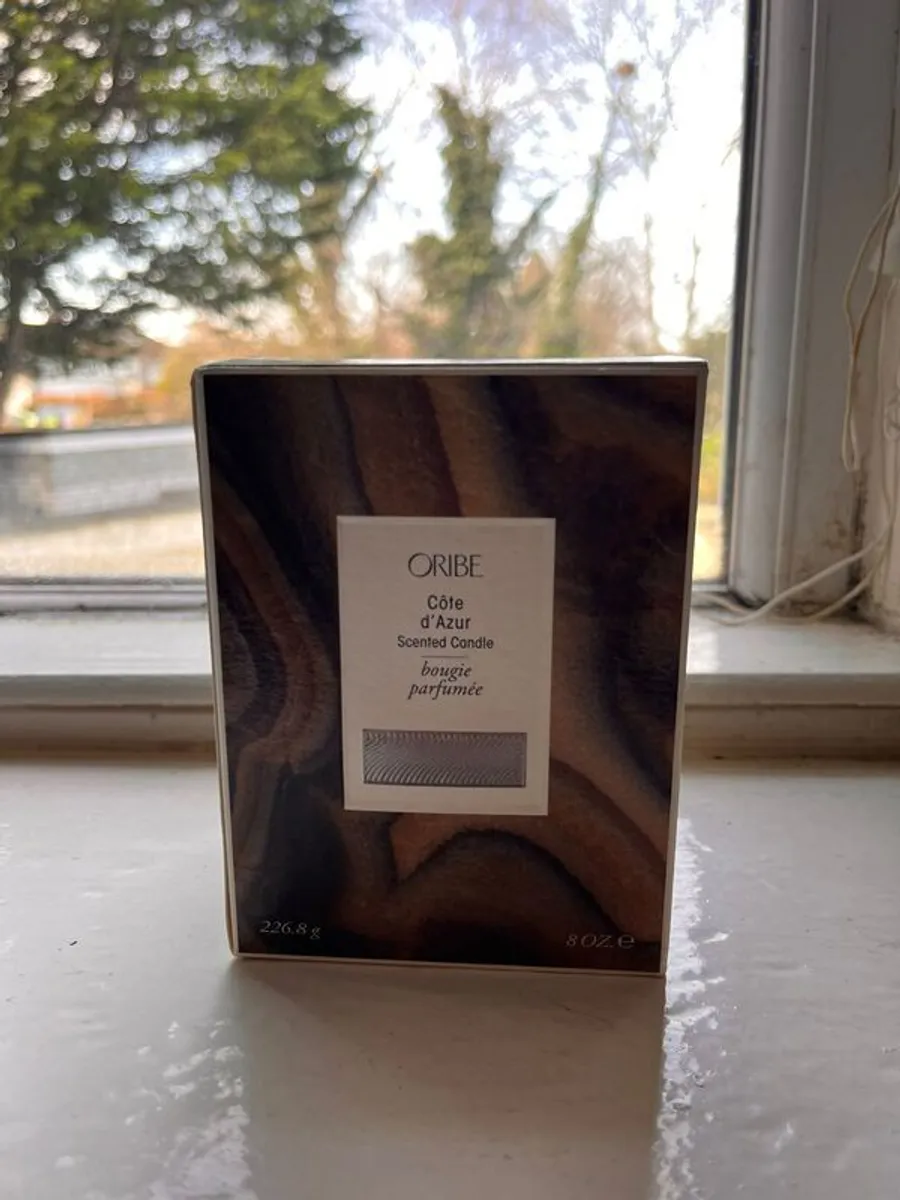 ORIBE
Côte
d'Azur
Scented Candle
bougie
parfumée
226.8 g
8 OZ. ℮